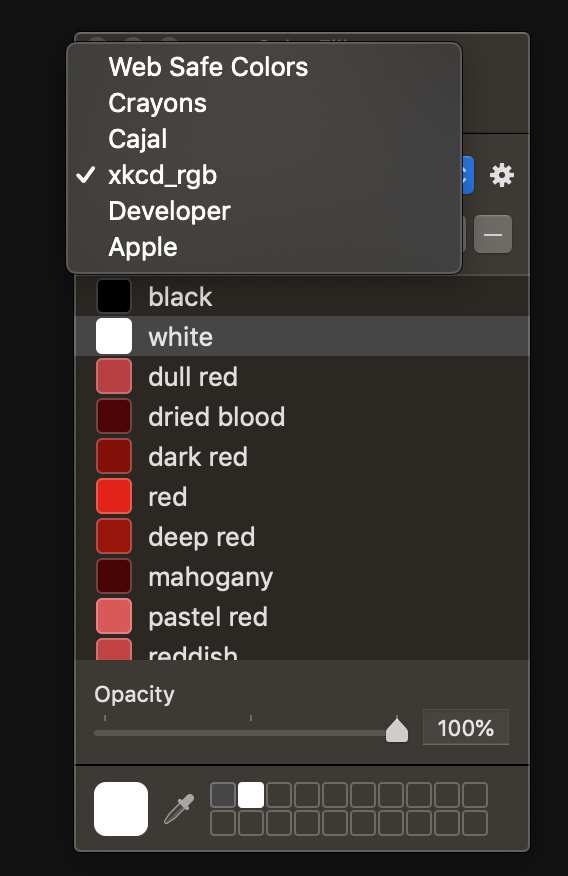 Web Safe Colors
Crayons
Cajal
xkcd_rgb
Developer
Apple
black
white
dull red
dried blood
dark red
red
deep red
mahogany
pastel red
reddish
Opacity
100%